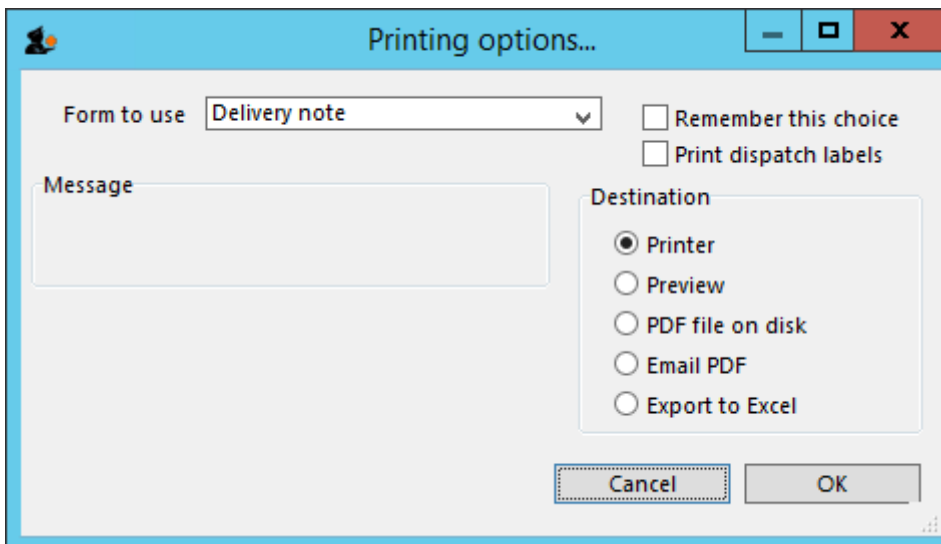 Printing options...
Form to use
Delivery note
Remember this choice
Print dispatch labels
Message
Destination
Printer
Preview
PDF file on disk
Email PDF
Export to Excel
Cancel
OK